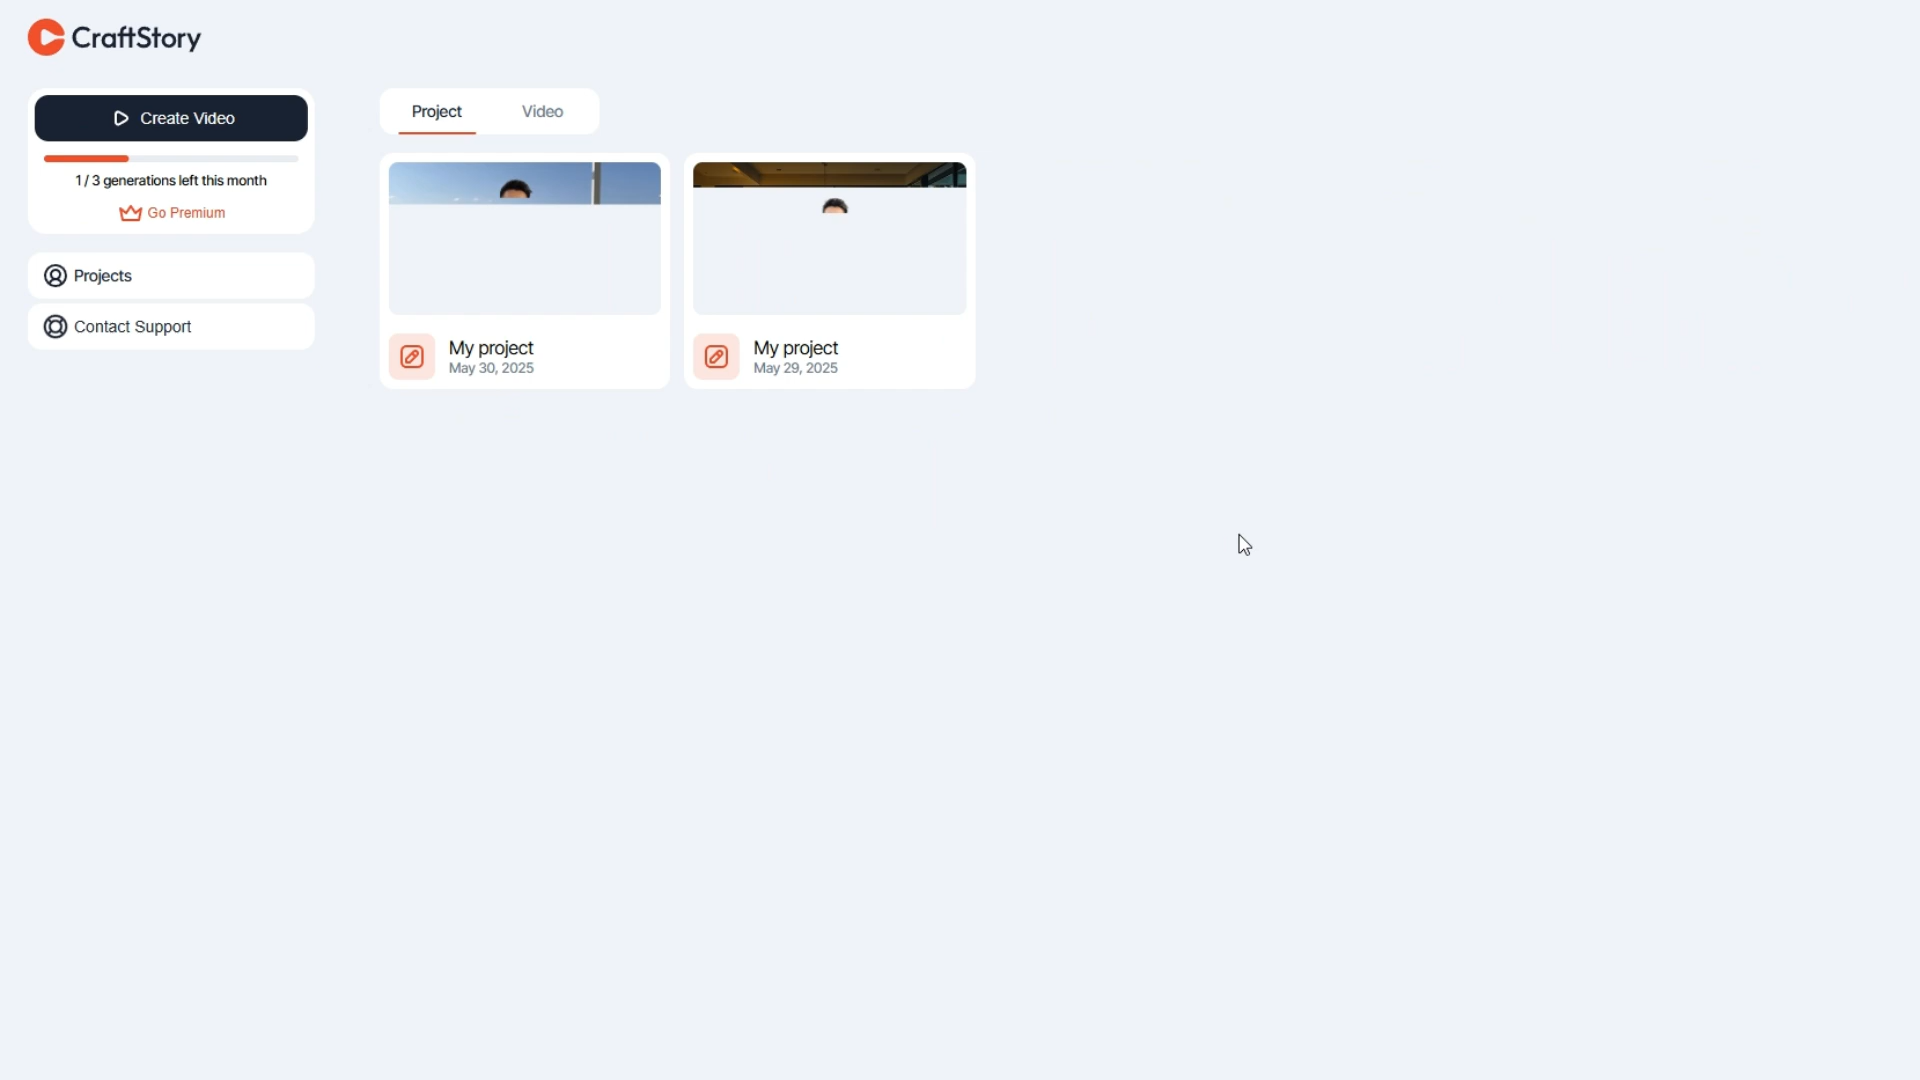 CraftStory
Create Video
1 / 3 generations left this month
Go Premium
Projects
Contact Support
Project
Video
My project
May 30, 2025
My project
May 29, 2025